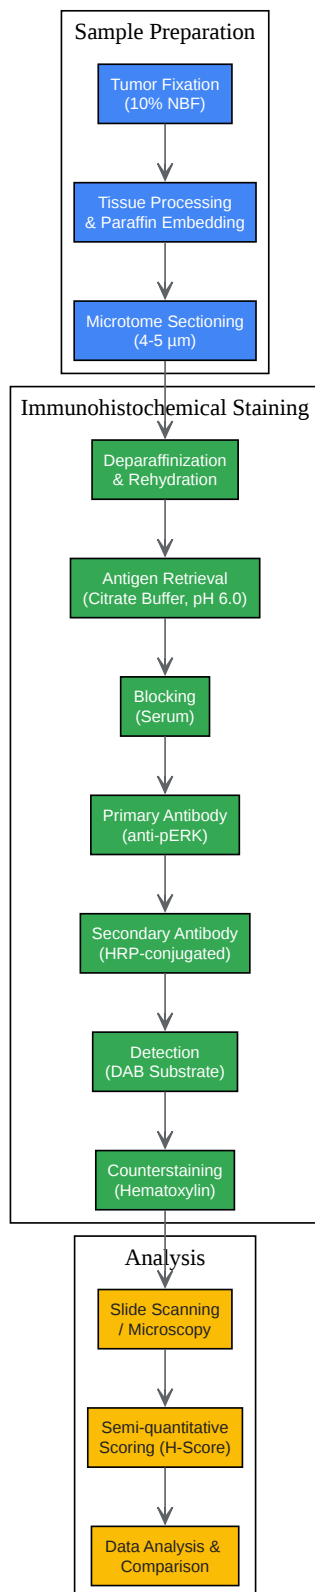 Sample Preparation
Tumor Fixation
(10% NBF)
Tissue Processing
& Paraffin Embedding
Microtome Sectioning
(4-5 µm)
Immunohistochemical Staining
Deparaffinization
& Rehydration
Antigen Retrieval
(Citrate Buffer, pH 6.0)
Blocking
(Serum)
Primary Antibody
(anti-pERK)
Secondary Antibody
(HRP-conjugated)
Detection
(DAB Substrate)
Counterstaining
(Hematoxylin)
Analysis
Slide Scanning
/ Microscopy
Semi-quantitative
Scoring (H-Score)
Data Analysis &
Comparison